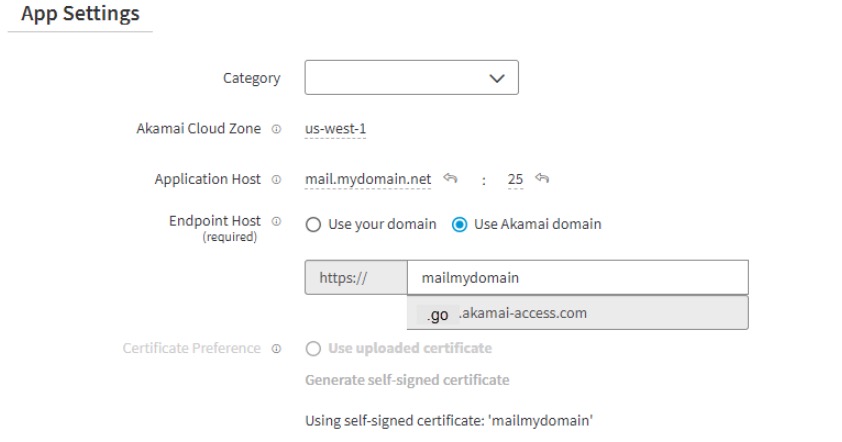 App Settings
Category
Akamai Cloud Zone us-west-1
Application Host mail.mydomain.net : 25
Endpoint Host Use your domain Use Akamai domain
(required)
https:// mailmydomain
.go .akamai-access.com
Certificate Preference Use uploaded certificate
Generate self-signed certificate
Using self-signed certificate: 'mailmydomain'